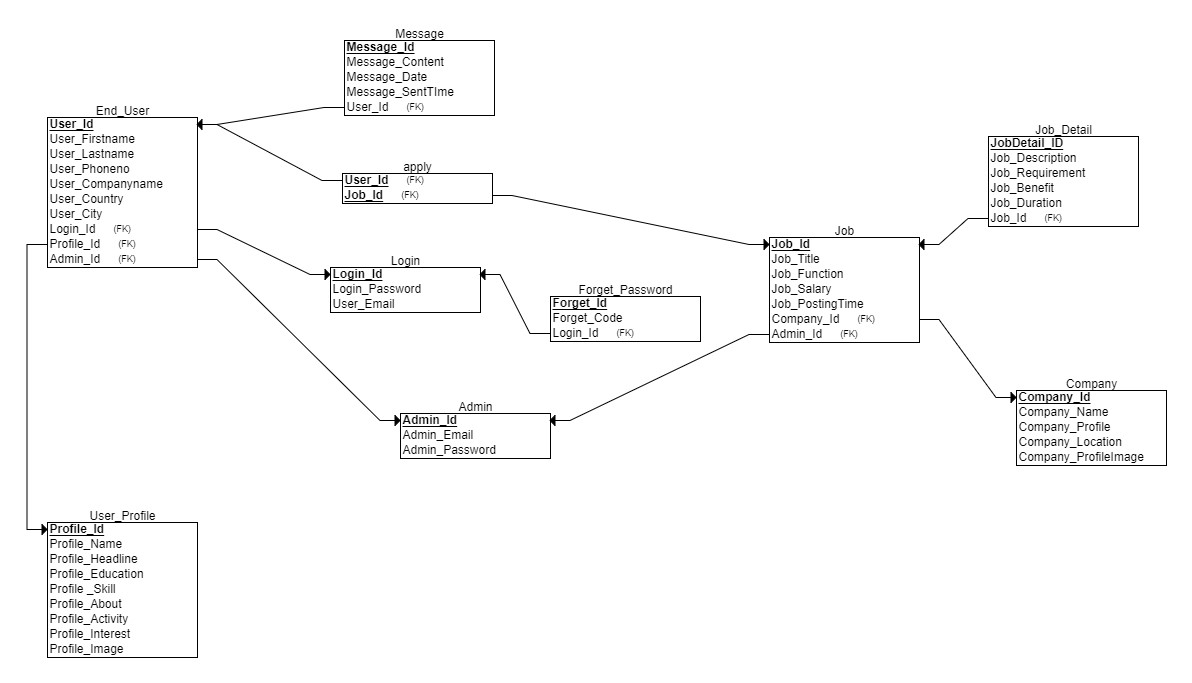 Message
Message_Id
Message_Content
Message_Date
Message_SentTIme
User_Id (FK)
End_User
User_Id
User_Firstname
User_Lastname
User_Phoneno
User_Companyname
User_Country
User_City
Login_Id (FK)
Profile_Id (FK)
Admin_Id (FK)
apply
User_Id (FK)
Job_Id (FK)
Job_Detail
JobDetail_ID
Job_Description
Job_Requirement
Job_Benefit
Job_Duration
Job_Id (FK)
Job
Job_Id
Job_Title
Job_Function
Job_Salary
Job_PostingTime
Company_Id (FK)
Admin_Id (FK)
Login
Login_Id
Login_Password
User_Email
Forget_Password
Forget_Id
Forget_Code
Login_Id (FK)
Admin
Admin_Id
Admin_Email
Admin_Password
Company
Company_Id
Company_Name
Company_Profile
Company_Location
Company_ProfileImage
User_Profile
Profile_Id
Profile_Name
Profile_Headline
Profile_Education
Profile _Skill
Profile_About
Profile_Activity
Profile_Interest
Profile_Image